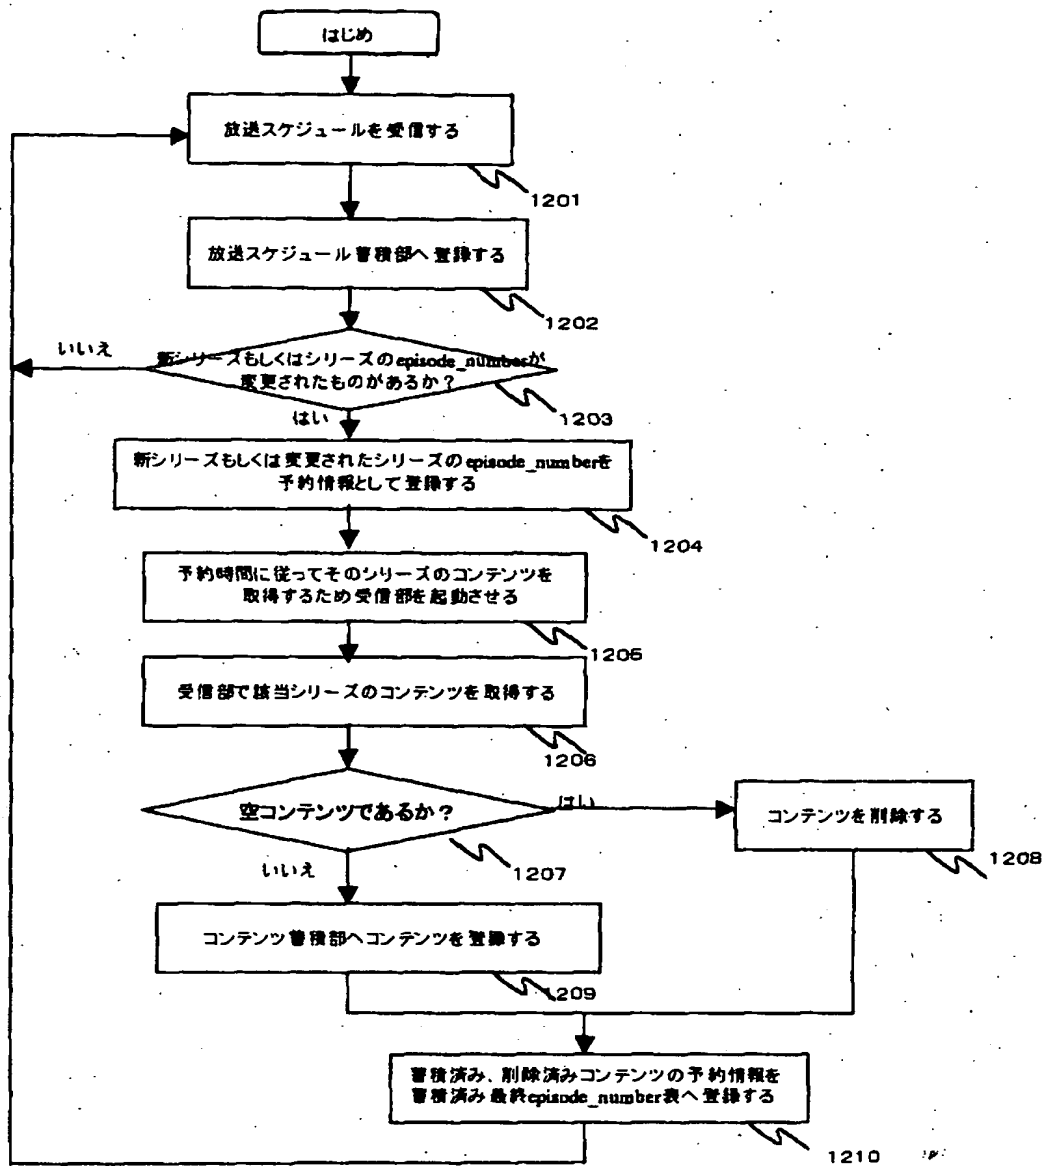 はじめ
放送スケジュールを受信する
1201
放送スケジュール蓄積部へ登録する
1202
いいえ
新シリーズもしくはシリーズのepisode_numberが
変更されたものがあるか？
1203
はい
新シリーズもしくは変更されたシリーズのepisode_numberを
予約情報として登録する
1204
予約時間に従ってそのシリーズのコンテンツを
取得するため受信部を起動させる
1205
受信部で該当シリーズのコンテンツを取得する
1206
空コンテンツであるか？
はい
コンテンツを削除する
1208
1207
いいえ
コンテンツ蓄積部へコンテンツを登録する
1209
蓄積済み、削除済みコンテンツの予約情報を
蓄積済み最終episode_number表へ登録する
1210